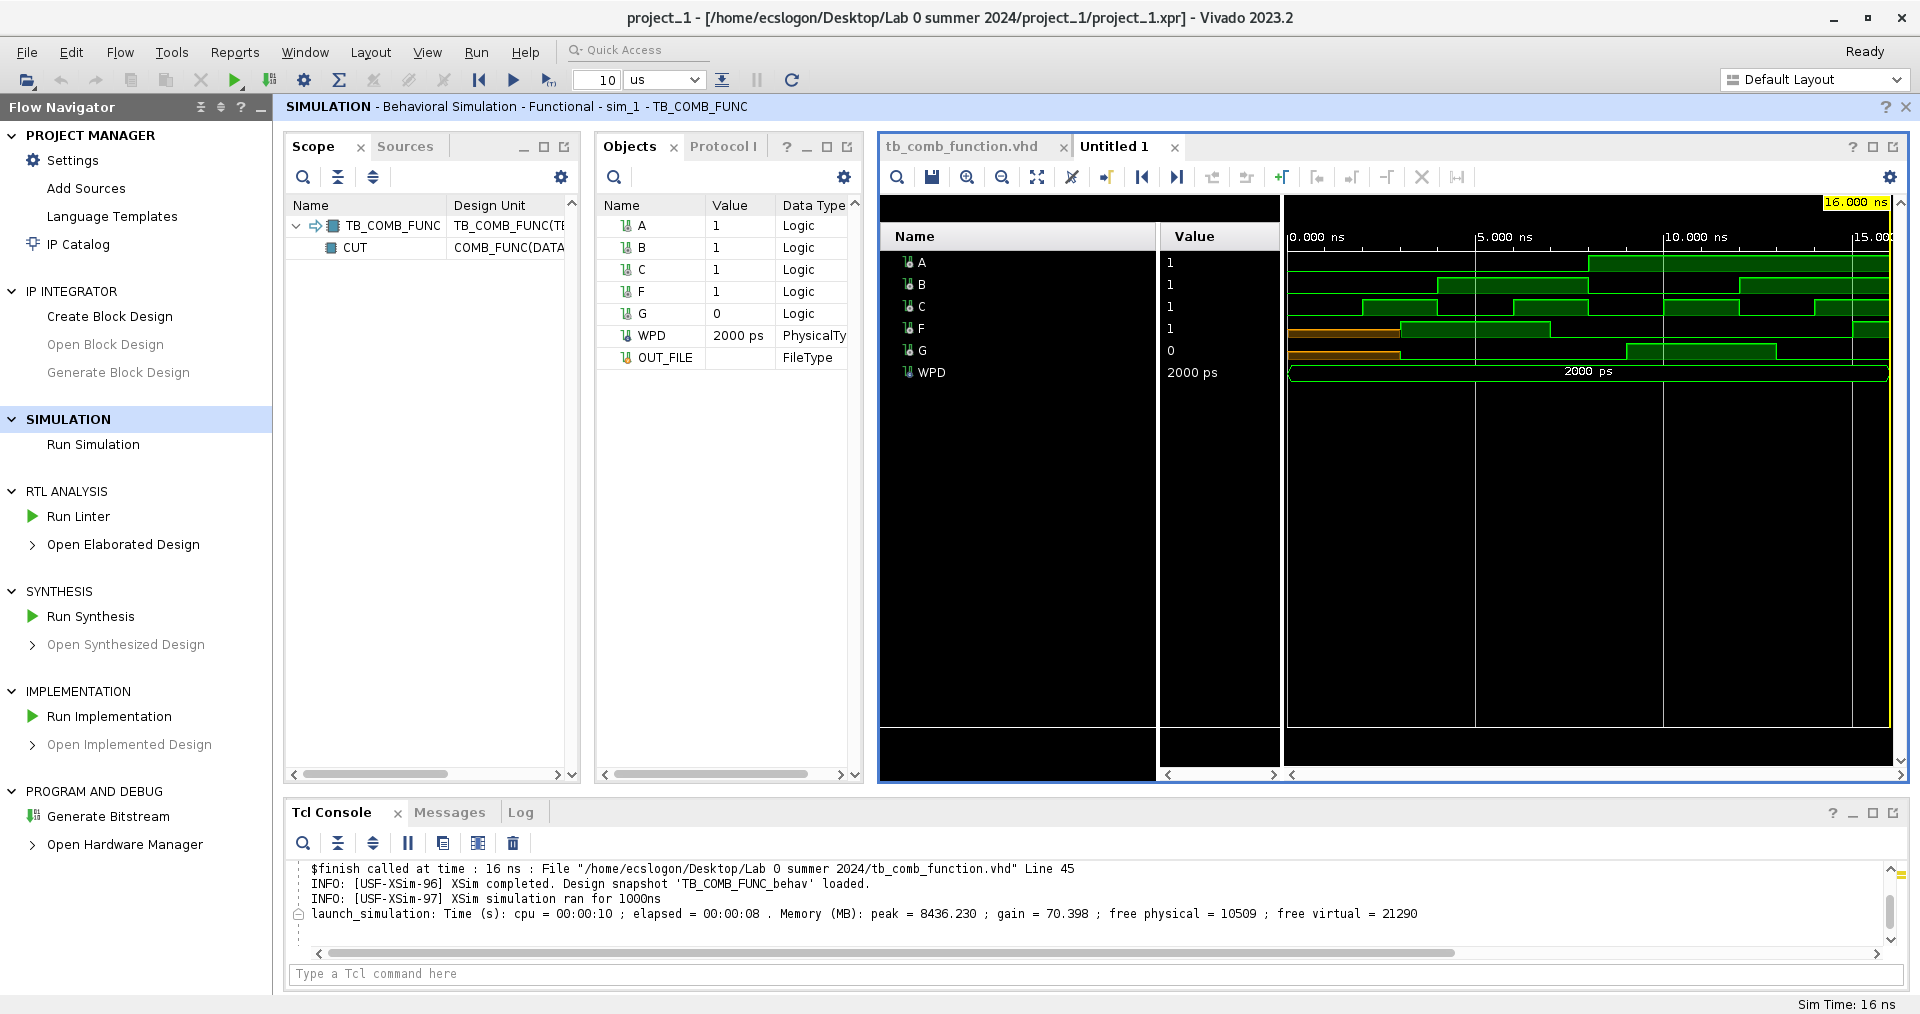 project_1 - [/home/ecslogon/Desktop/Lab 0 summer 2024/project_1/project_1.xpr] - Vivado 2023.2
File Edit Flow Tools Reports Window Layout View Run Help Quick Access Ready
10 us Default Layout
Flow Navigator
PROJECT MANAGER
Settings
Add Sources
Language Templates
IP Catalog
IP INTEGRATOR
Create Block Design
Open Block Design
Generate Block Design
SIMULATION
Run Simulation
RTL ANALYSIS
Run Linter
Open Elaborated Design
SYNTHESIS
Run Synthesis
Open Synthesized Design
IMPLEMENTATION
Run Implementation
Open Implemented Design
PROGRAM AND DEBUG
Generate Bitstream
Open Hardware Manager
SIMULATION - Behavioral Simulation - Functional - sim_1 - TB_COMB_FUNC
Scope Sources
Name Design Unit
TB_COMB_FUNC TB_COMB_FUNC(TE
CUT COMB_FUNC(DATA
Objects Protocol I
Name Value Data Type
A 1 Logic
B 1 Logic
C 1 Logic
F 1 Logic
G 0 Logic
WPD 2000 ps PhysicalTy
OUT_FILE FileType
tb_comb_function.vhd Untitled 1
16.000 ns
Name Value 0.000 ns 5.000 ns 10.000 ns 15.000
A 1
B 1
C 1
F 1
G 0
WPD 2000 ps 2000 ps
Tcl Console Messages Log
$finish called at time : 16 ns : File "/home/ecslogon/Desktop/Lab 0 summer 2024/tb_comb_function.vhd" Line 45
INFO: [USF-XSim-96] XSim completed. Design snapshot 'TB_COMB_FUNC_behav' loaded.
INFO: [USF-XSim-97] XSim simulation ran for 1000ns
launch_simulation: Time (s): cpu = 00:00:10 ; elapsed = 00:00:08 . Memory (MB): peak = 8436.230 ; gain = 70.398 ; free physical = 10509 ; free virtual = 21290
Type a Tcl command here
Sim Time: 16 ns